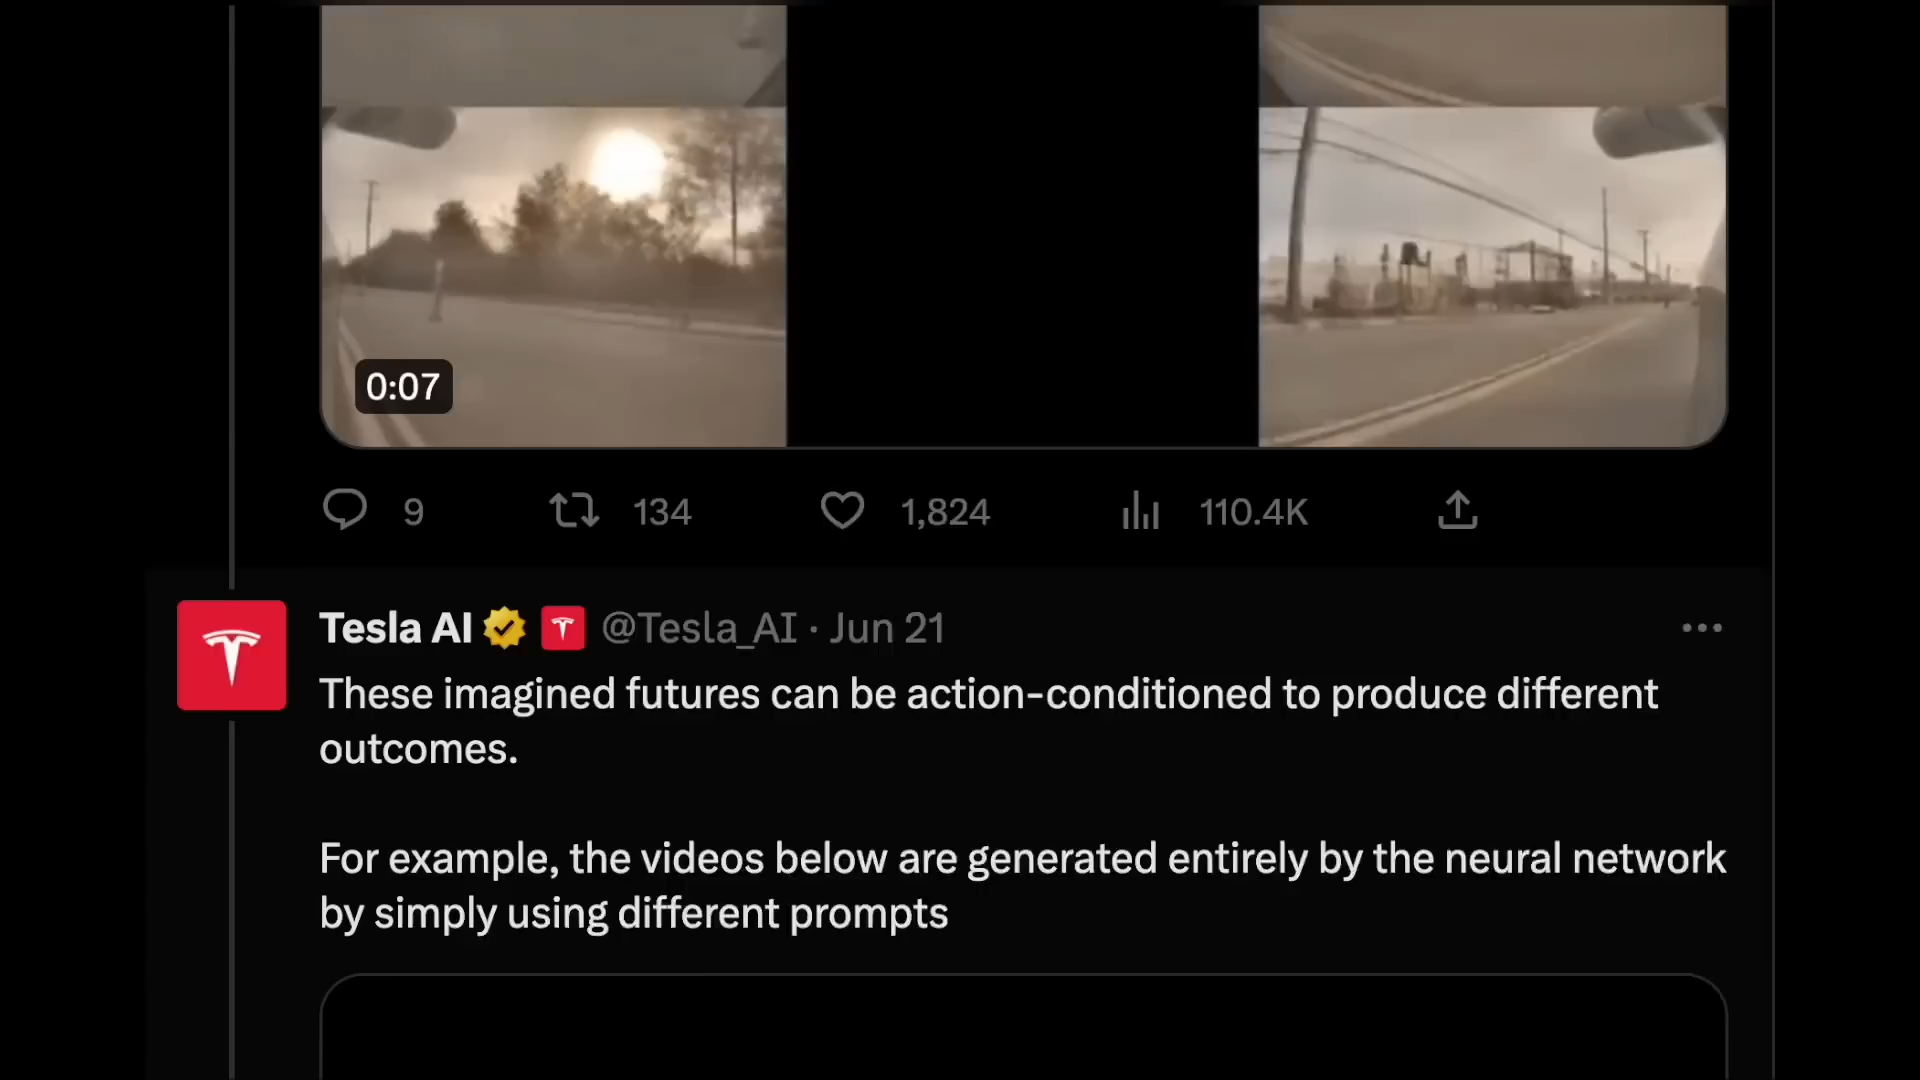 0:07
9 134 1,824 110.4K
Tesla AI @Tesla_AI · Jun 21
These imagined futures can be action-conditioned to produce different
outcomes.
For example, the videos below are generated entirely by the neural network
by simply using different prompts